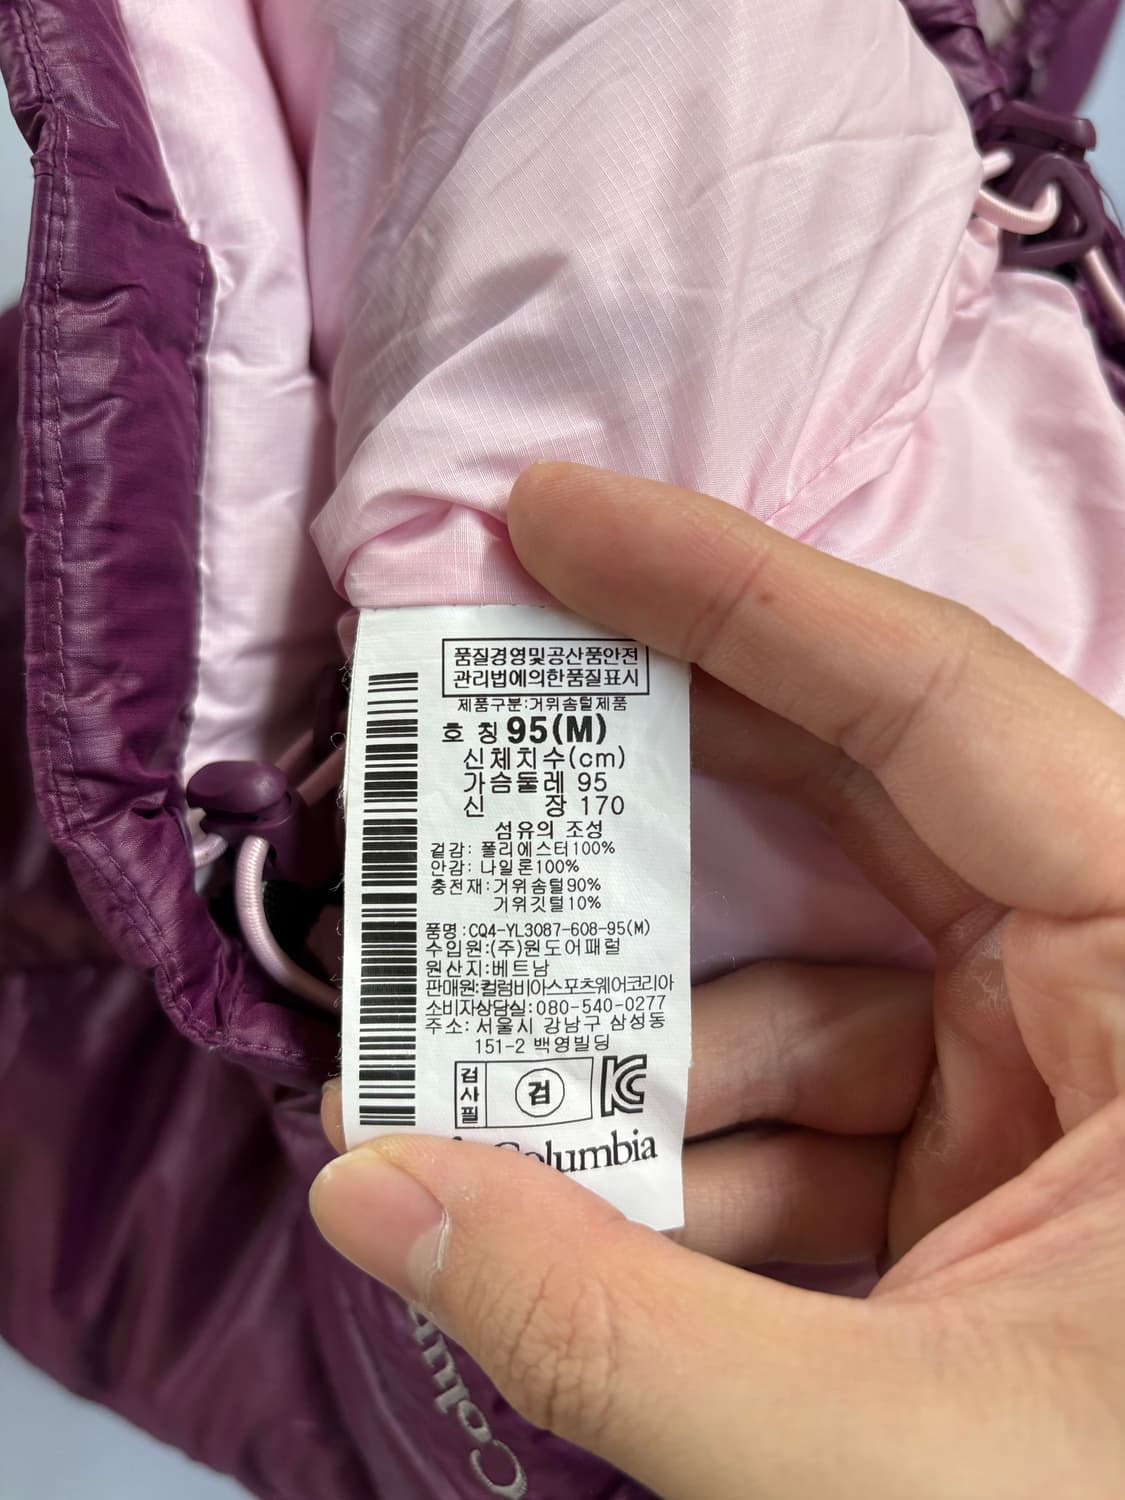 품질경영및공산품안전
관리법에의한품질표시
제품구분:거위솜털제품
호 칭 95(M)
신체치수(cm)
가슴둘레 95
신 장 170
섬유의 조성
겉감: 폴리에스터100%
안감: 나일론100%
충전재:거위솜털90%
거위깃털10%
품명:CQ4-YL3087-608-95(M)
수입원:(주)원도어패럴
원산지:베트남
판매원:컬럼비아스포츠웨어코리아
소비자상담실:080-540-0277
주소: 서울시 강남구 삼성동
151-2 백영빌딩
검사필
검
KC
Columbia
Colu